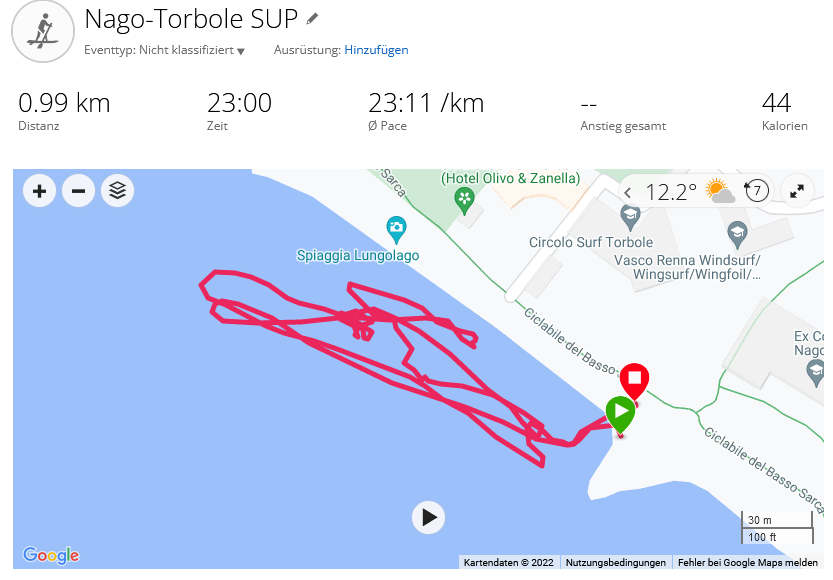 Nago-Torbole SUP
Eventtyp: Nicht klassifiziert Ausrüstung: Hinzufügen
0.99 km 23:00 23:11 /km -- 44
Distanz Zeit Ø Pace Anstieg gesamt Kalorien
Sarca
(Hotel Olivo & Zanella)
12.2° 7
Circolo Surf Torbole
Spiaggia Lungolago
Vasco Renna Windsurf/
Wingsurf/Wingfoil/...
Ciclabile-del-Basso-
Ex Co
Nago
Ciclabile-del-Basso-Sarca
30 m
100 ft
Google
Kartendaten © 2022 Nutzungsbedingungen Fehler bei Google Maps melden